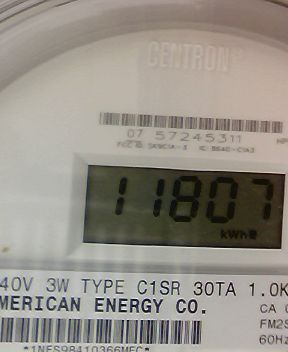 CENTRON®
07 57245311
11807
kWh
40V 3W TYPE C1SR 30TA 1.0K
MERICAN ENERGY CO.
CA
FM2S
60Hz